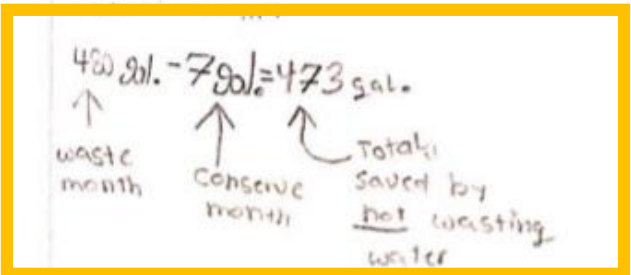 480 gal. - 7 gal. = 473 gal.
waste
month
conserve
month
Total
saved by
not wasting
water